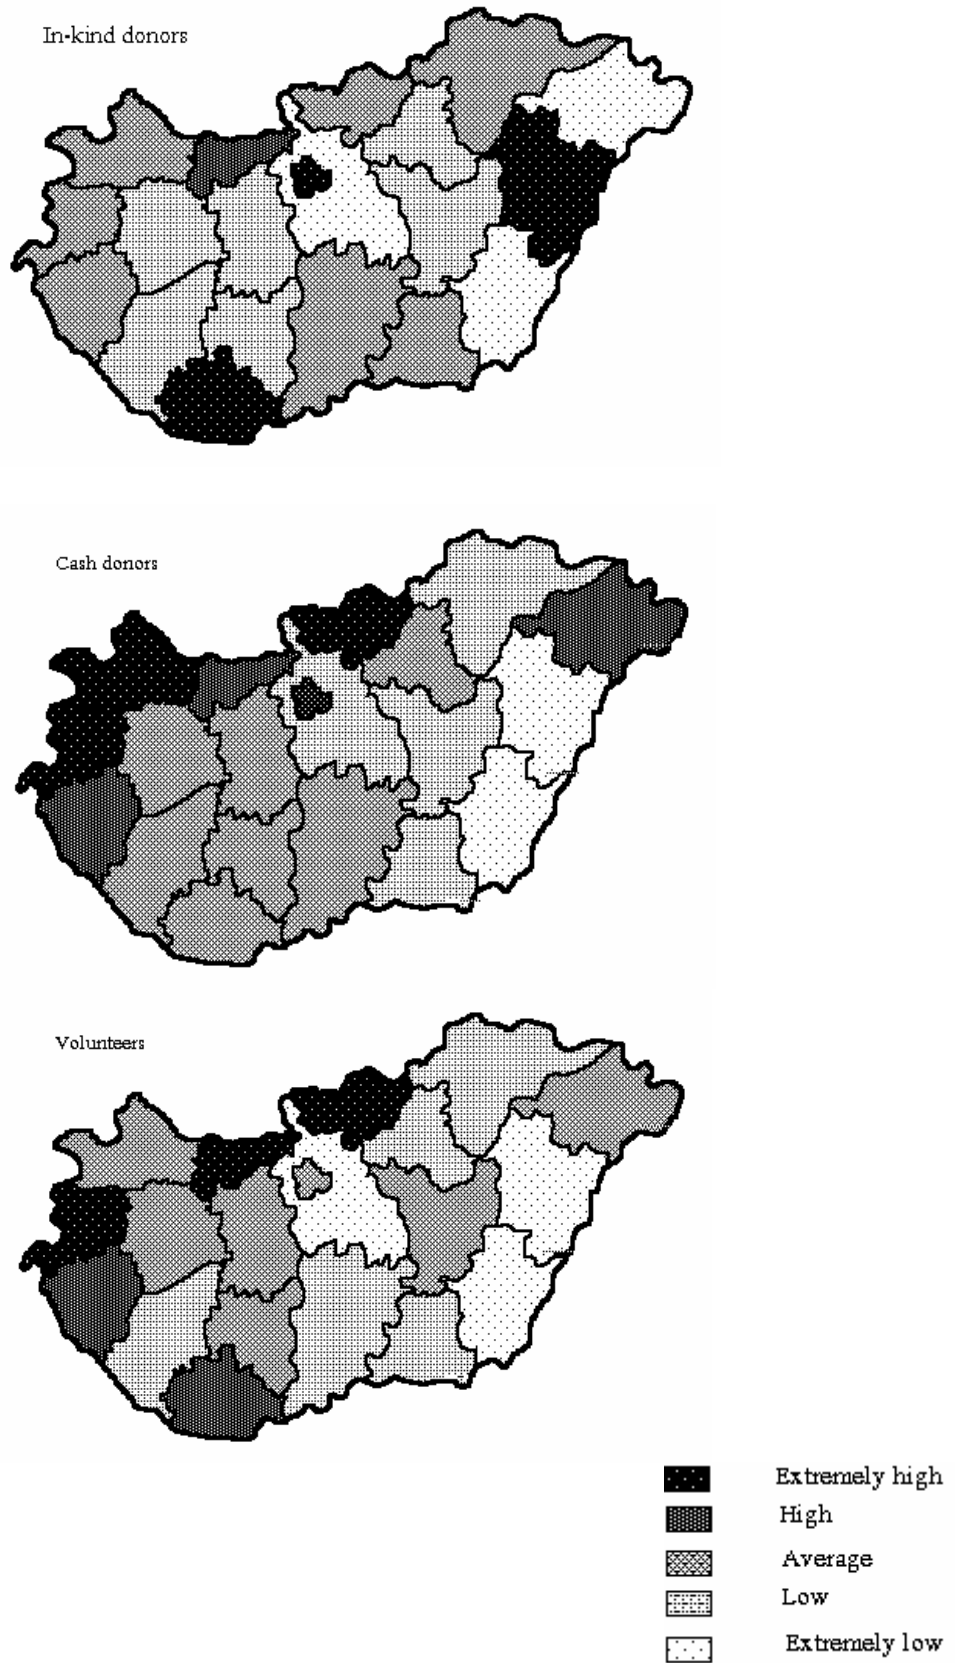 In-kind donors
Cash donors
Volunteers
Extremely high
High
Average
Low
Extremely low